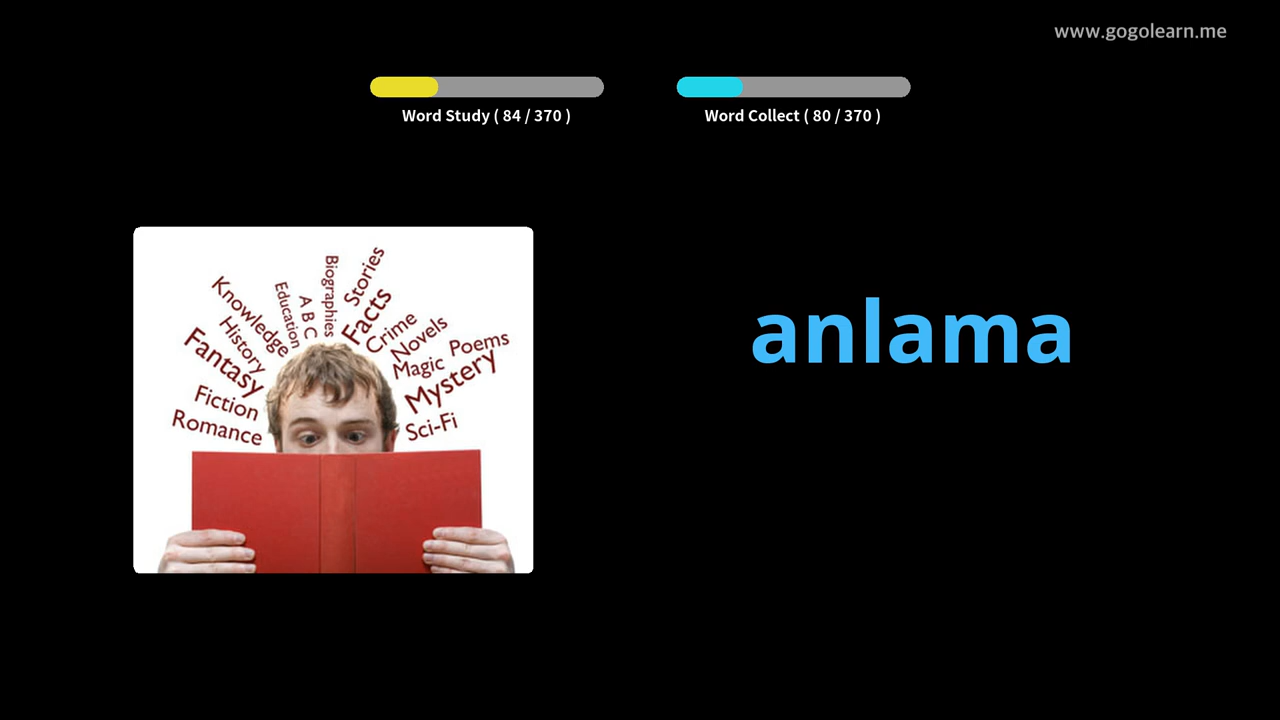 www.gogolearn.me
Word Study ( 84 / 370 )
Word Collect ( 80 / 370 )
Biographies
Stories
Education
A B C
Facts
Knowledge
Crime
History
Novels
Fantasy
Magic
Poems
Mystery
Fiction
Romance
Sci-Fi
anlama